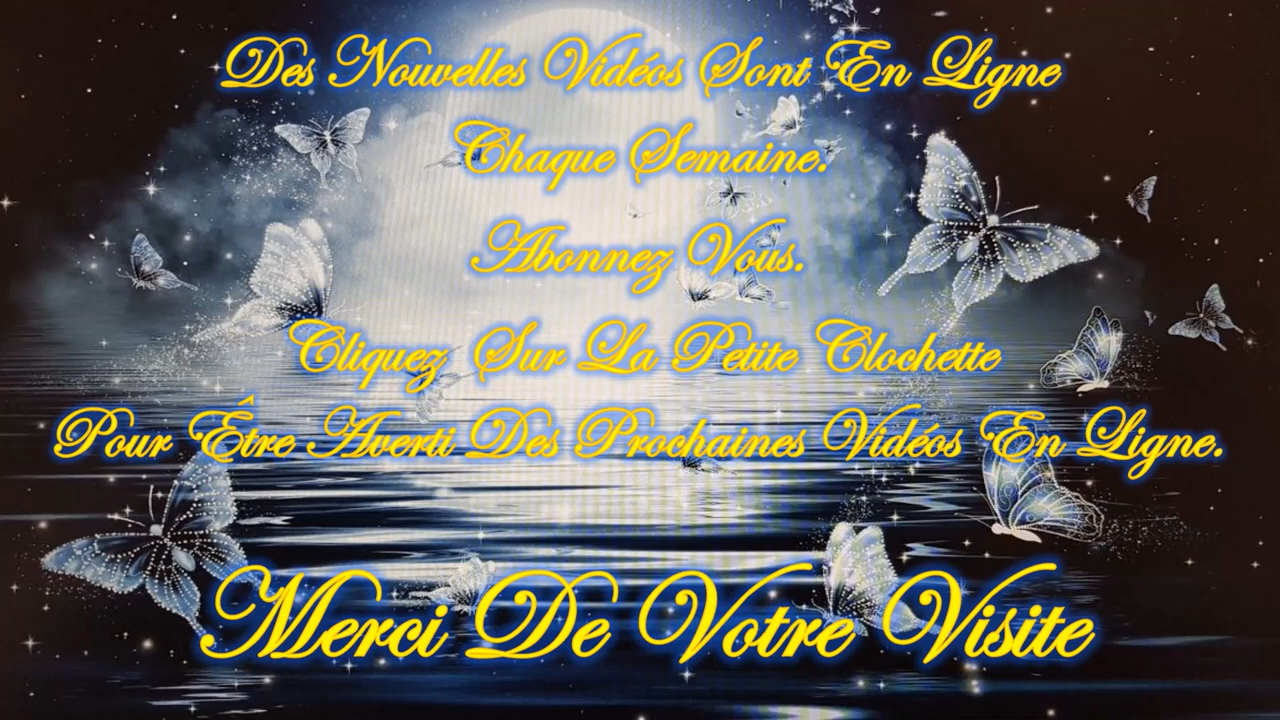 Des Nouvelles Vidéos Sont En Ligne
Chaque Semaine.
Abonnez Vous.
Cliquez Sur La Petite Clochette
Pour Être Averti Des Prochaines Vidéos En Ligne.
Merci De Votre Visite